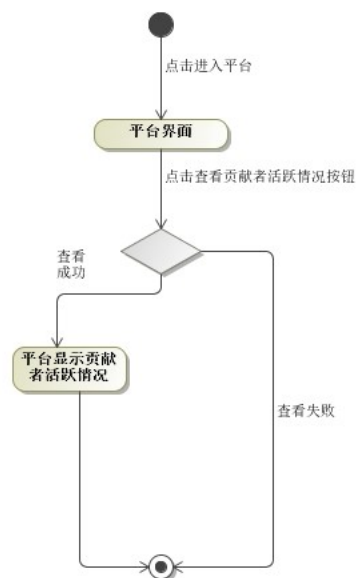 点击进入平台
平台界面
点击查看贡献者活跃情况按钮
查看
成功
平台显示贡献
者活跃情况
查看失败